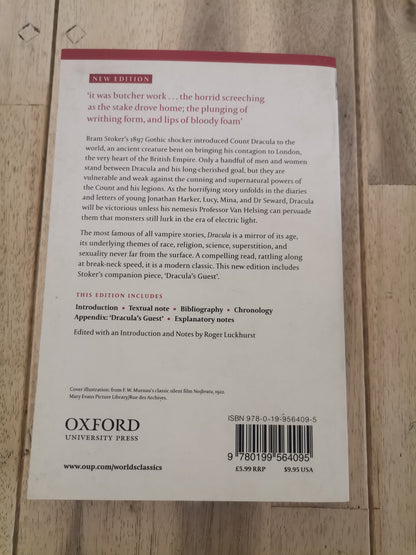 NEW EDITION
‘it was butcher work . . . the horrid screeching
as the stake drove home; the plunging of
writhing form, and lips of bloody foam’
Bram Stoker’s 1897 Gothic shocker introduced Count Dracula to the
world, an ancient creature bent on bringing his contagion to London,
the very heart of the British Empire. Only a handful of men and women
stand between Dracula and his long-cherished goal, but they are
vulnerable and weak against the cunning and supernatural powers of
the Count and his legions. As the horrifying story unfolds in the diaries
and letters of young Jonathan Harker, Lucy, Mina, and Dr Seward, Dracula
will be victorious unless his nemesis Professor Van Helsing can persuade
them that monsters still lurk in the era of electric light.
The most famous of all vampire stories, Dracula is a mirror of its age,
its underlying themes of race, religion, science, superstition, and
sexuality never far from the surface. A compelling read, rattling along
at break-neck speed, it is a modern classic. This new edition includes
Stoker’s companion piece, ‘Dracula’s Guest’.
THIS EDITION INCLUDES
Introduction • Textual note • Bibliography • Chronology
Appendix: ‘Dracula’s Guest’ • Explanatory notes
Edited with an Introduction and Notes by Roger Luckhurst
Cover illustration: from F. W. Murnau’s classic silent film Nosferatu, 1922.
Mary Evans Picture Library/Rue des Archives.
ISBN 978-0-19-956409-5
OXFORD
UNIVERSITY PRESS
9 780199 564095
www.oup.com/worldsclassics
£5.99 RRP
$9.95 USA